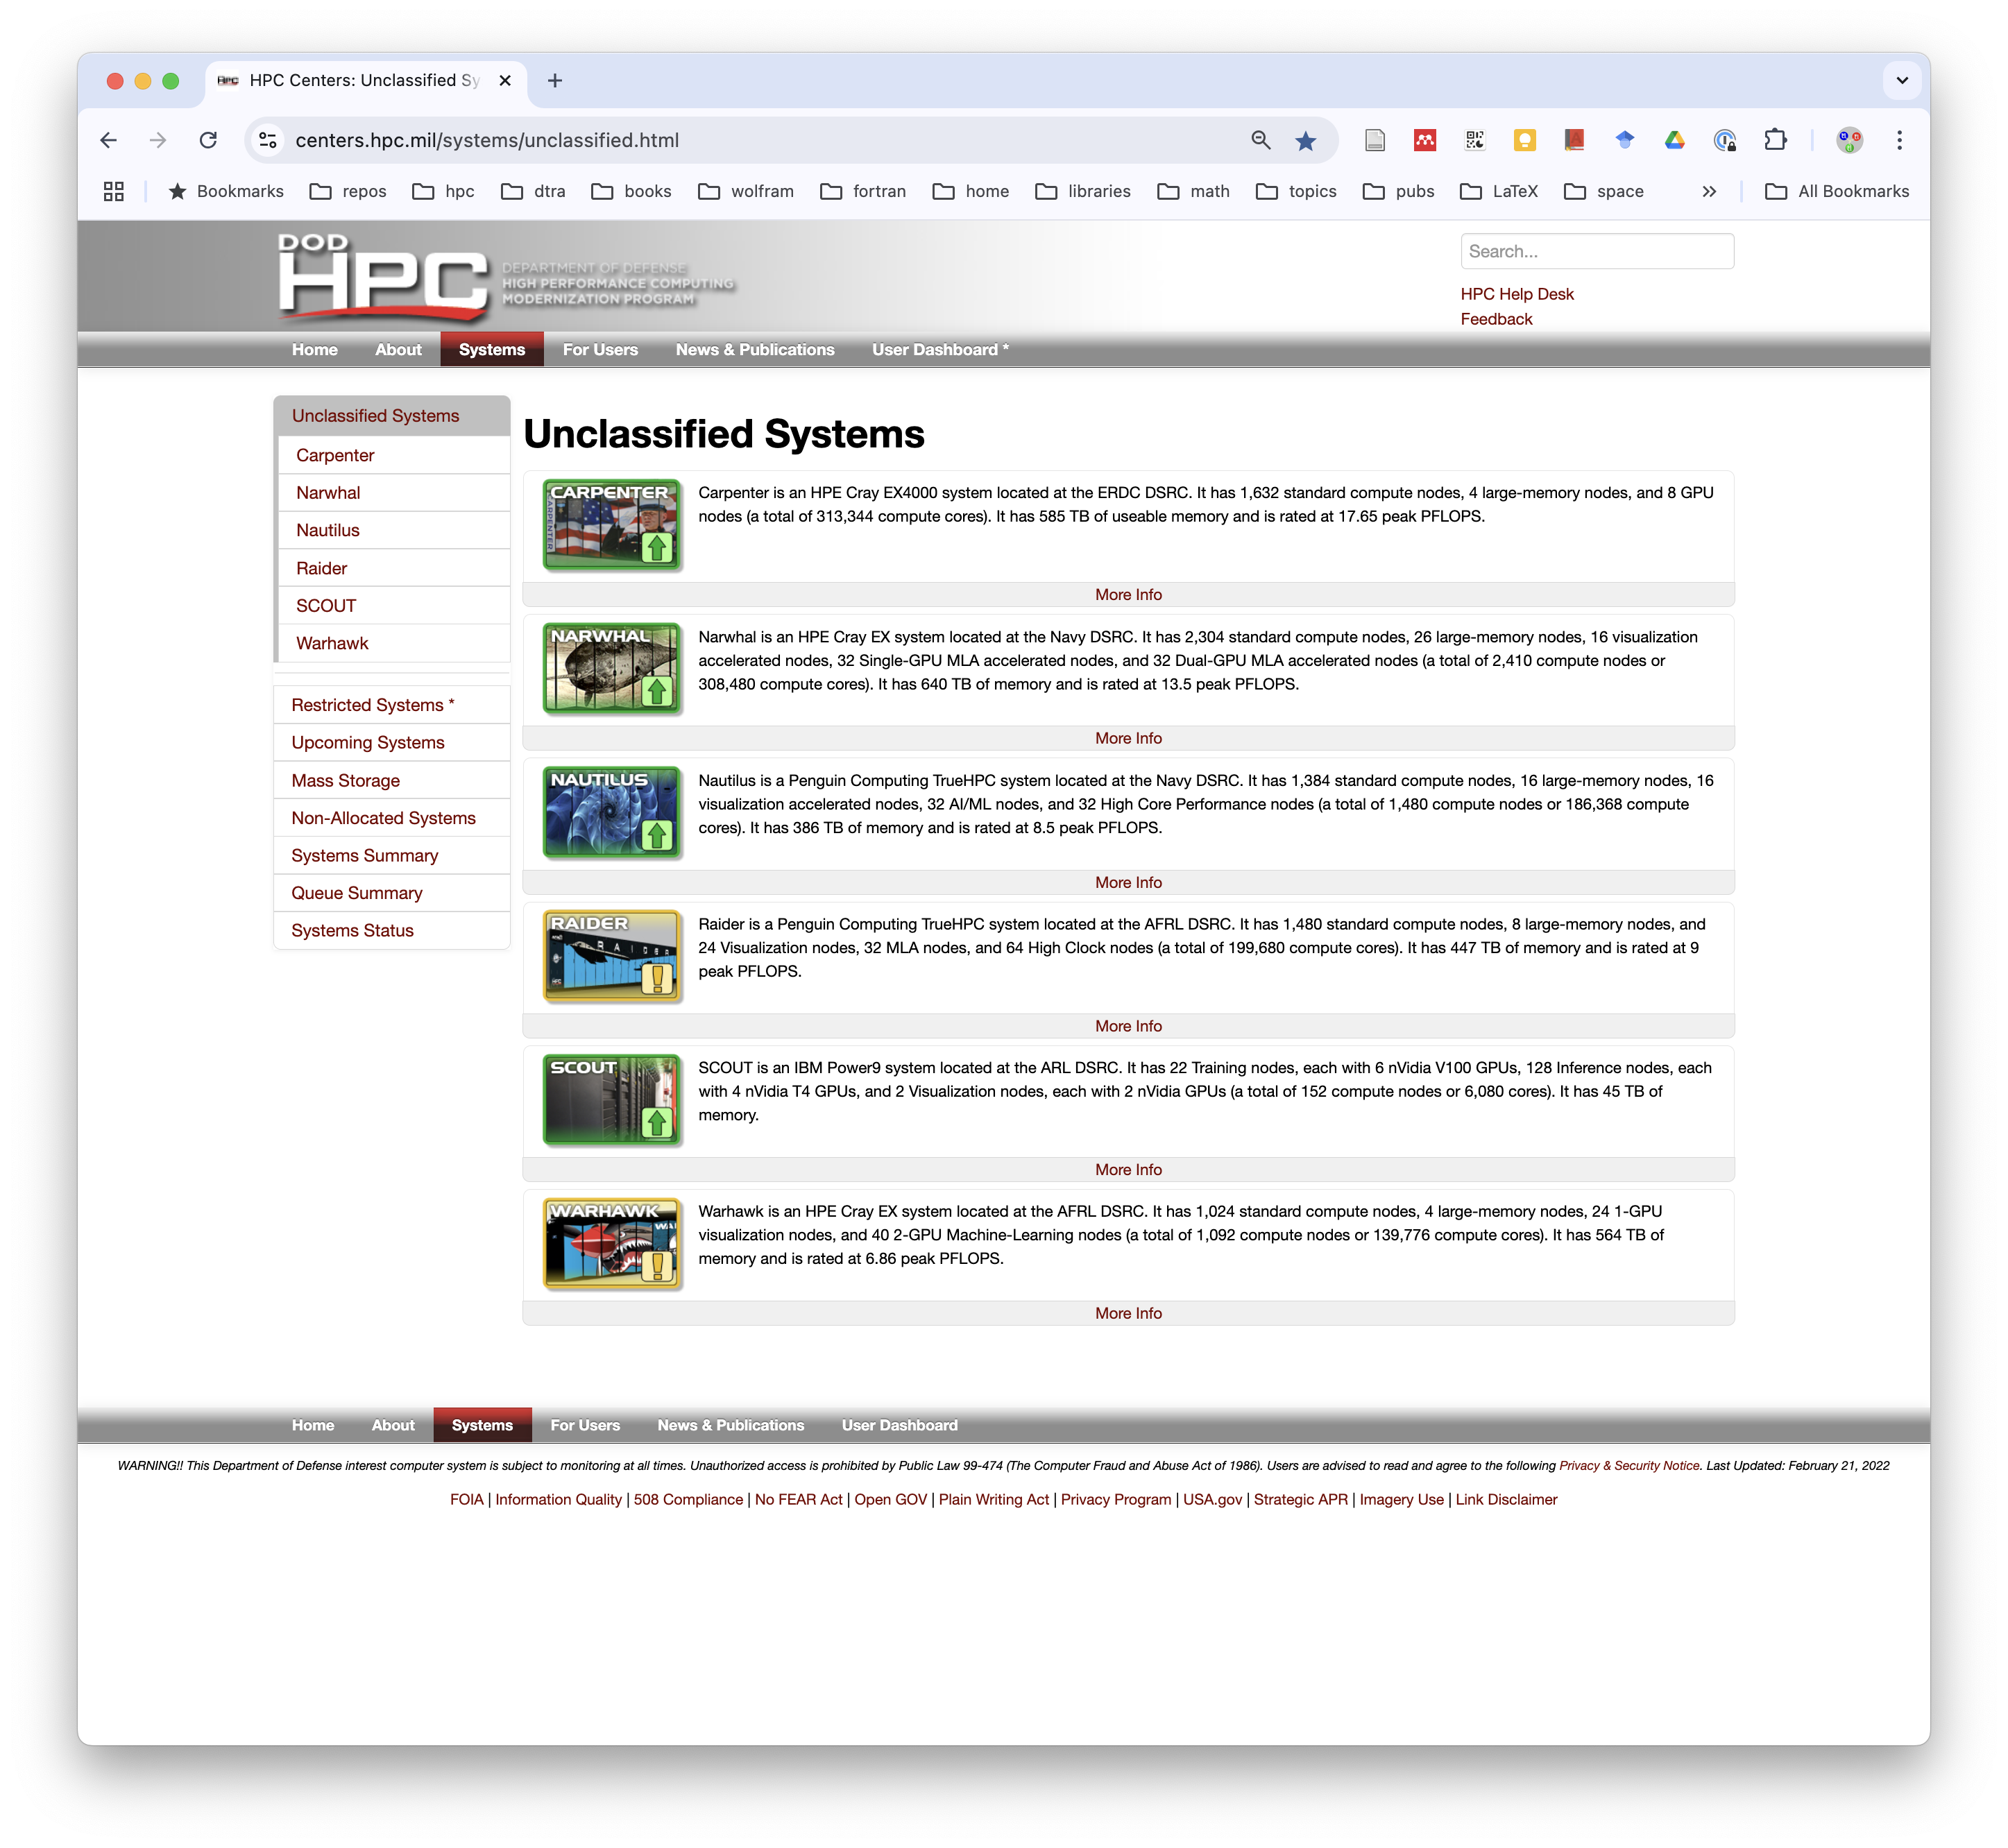 HPC Centers: Unclassified Sy
centers.hpc.mil/systems/unclassified.html
Bookmarks repos hpc dtra books wolfram fortran home libraries math topics pubs LaTeX space » All Bookmarks
DOD
HPC
DEPARTMENT OF DEFENSE
HIGH PERFORMANCE COMPUTING
MODERNIZATION PROGRAM
Search...
HPC Help Desk
Feedback
Home About Systems For Users News & Publications User Dashboard *
Unclassified Systems
Carpenter
Narwhal
Nautilus
Raider
SCOUT
Warhawk
Restricted Systems *
Upcoming Systems
Mass Storage
Non-Allocated Systems
Systems Summary
Queue Summary
Systems Status
Unclassified Systems
CARPENTER
Carpenter is an HPE Cray EX4000 system located at the ERDC DSRC. It has 1,632 standard compute nodes, 4 large-memory nodes, and 8 GPU
nodes (a total of 313,344 compute cores). It has 585 TB of useable memory and is rated at 17.65 peak PFLOPS.
More Info
NARWHAL
Narwhal is an HPE Cray EX system located at the Navy DSRC. It has 2,304 standard compute nodes, 26 large-memory nodes, 16 visualization
accelerated nodes, 32 Single-GPU MLA accelerated nodes, and 32 Dual-GPU MLA accelerated nodes (a total of 2,410 compute nodes or
308,480 compute cores). It has 640 TB of memory and is rated at 13.5 peak PFLOPS.
More Info
NAUTILUS
Nautilus is a Penguin Computing TrueHPC system located at the Navy DSRC. It has 1,384 standard compute nodes, 16 large-memory nodes, 16
visualization accelerated nodes, 32 AI/ML nodes, and 32 High Core Performance nodes (a total of 1,480 compute nodes or 186,368 compute
cores). It has 386 TB of memory and is rated at 8.5 peak PFLOPS.
More Info
RAIDER
Raider is a Penguin Computing TrueHPC system located at the AFRL DSRC. It has 1,480 standard compute nodes, 8 large-memory nodes, and
24 Visualization nodes, 32 MLA nodes, and 64 High Clock nodes (a total of 199,680 compute cores). It has 447 TB of memory and is rated at 9
peak PFLOPS.
More Info
SCOUT
SCOUT is an IBM Power9 system located at the ARL DSRC. It has 22 Training nodes, each with 6 nVidia V100 GPUs, 128 Inference nodes, each
with 4 nVidia T4 GPUs, and 2 Visualization nodes, each with 2 nVidia GPUs (a total of 152 compute nodes or 6,080 cores). It has 45 TB of
memory.
More Info
WARHAWK
Warhawk is an HPE Cray EX system located at the AFRL DSRC. It has 1,024 standard compute nodes, 4 large-memory nodes, 24 1-GPU
visualization nodes, and 40 2-GPU Machine-Learning nodes (a total of 1,092 compute nodes or 139,776 compute cores). It has 564 TB of
memory and is rated at 6.86 peak PFLOPS.
More Info
Home About Systems For Users News & Publications User Dashboard
WARNING!! This Department of Defense interest computer system is subject to monitoring at all times. Unauthorized access is prohibited by Public Law 99-474 (The Computer Fraud and Abuse Act of 1986). Users are advised to read and agree to the following Privacy & Security Notice. Last Updated: February 21, 2022
FOIA | Information Quality | 508 Compliance | No FEAR Act | Open GOV | Plain Writing Act | Privacy Program | USA.gov | Strategic APR | Imagery Use | Link Disclaimer